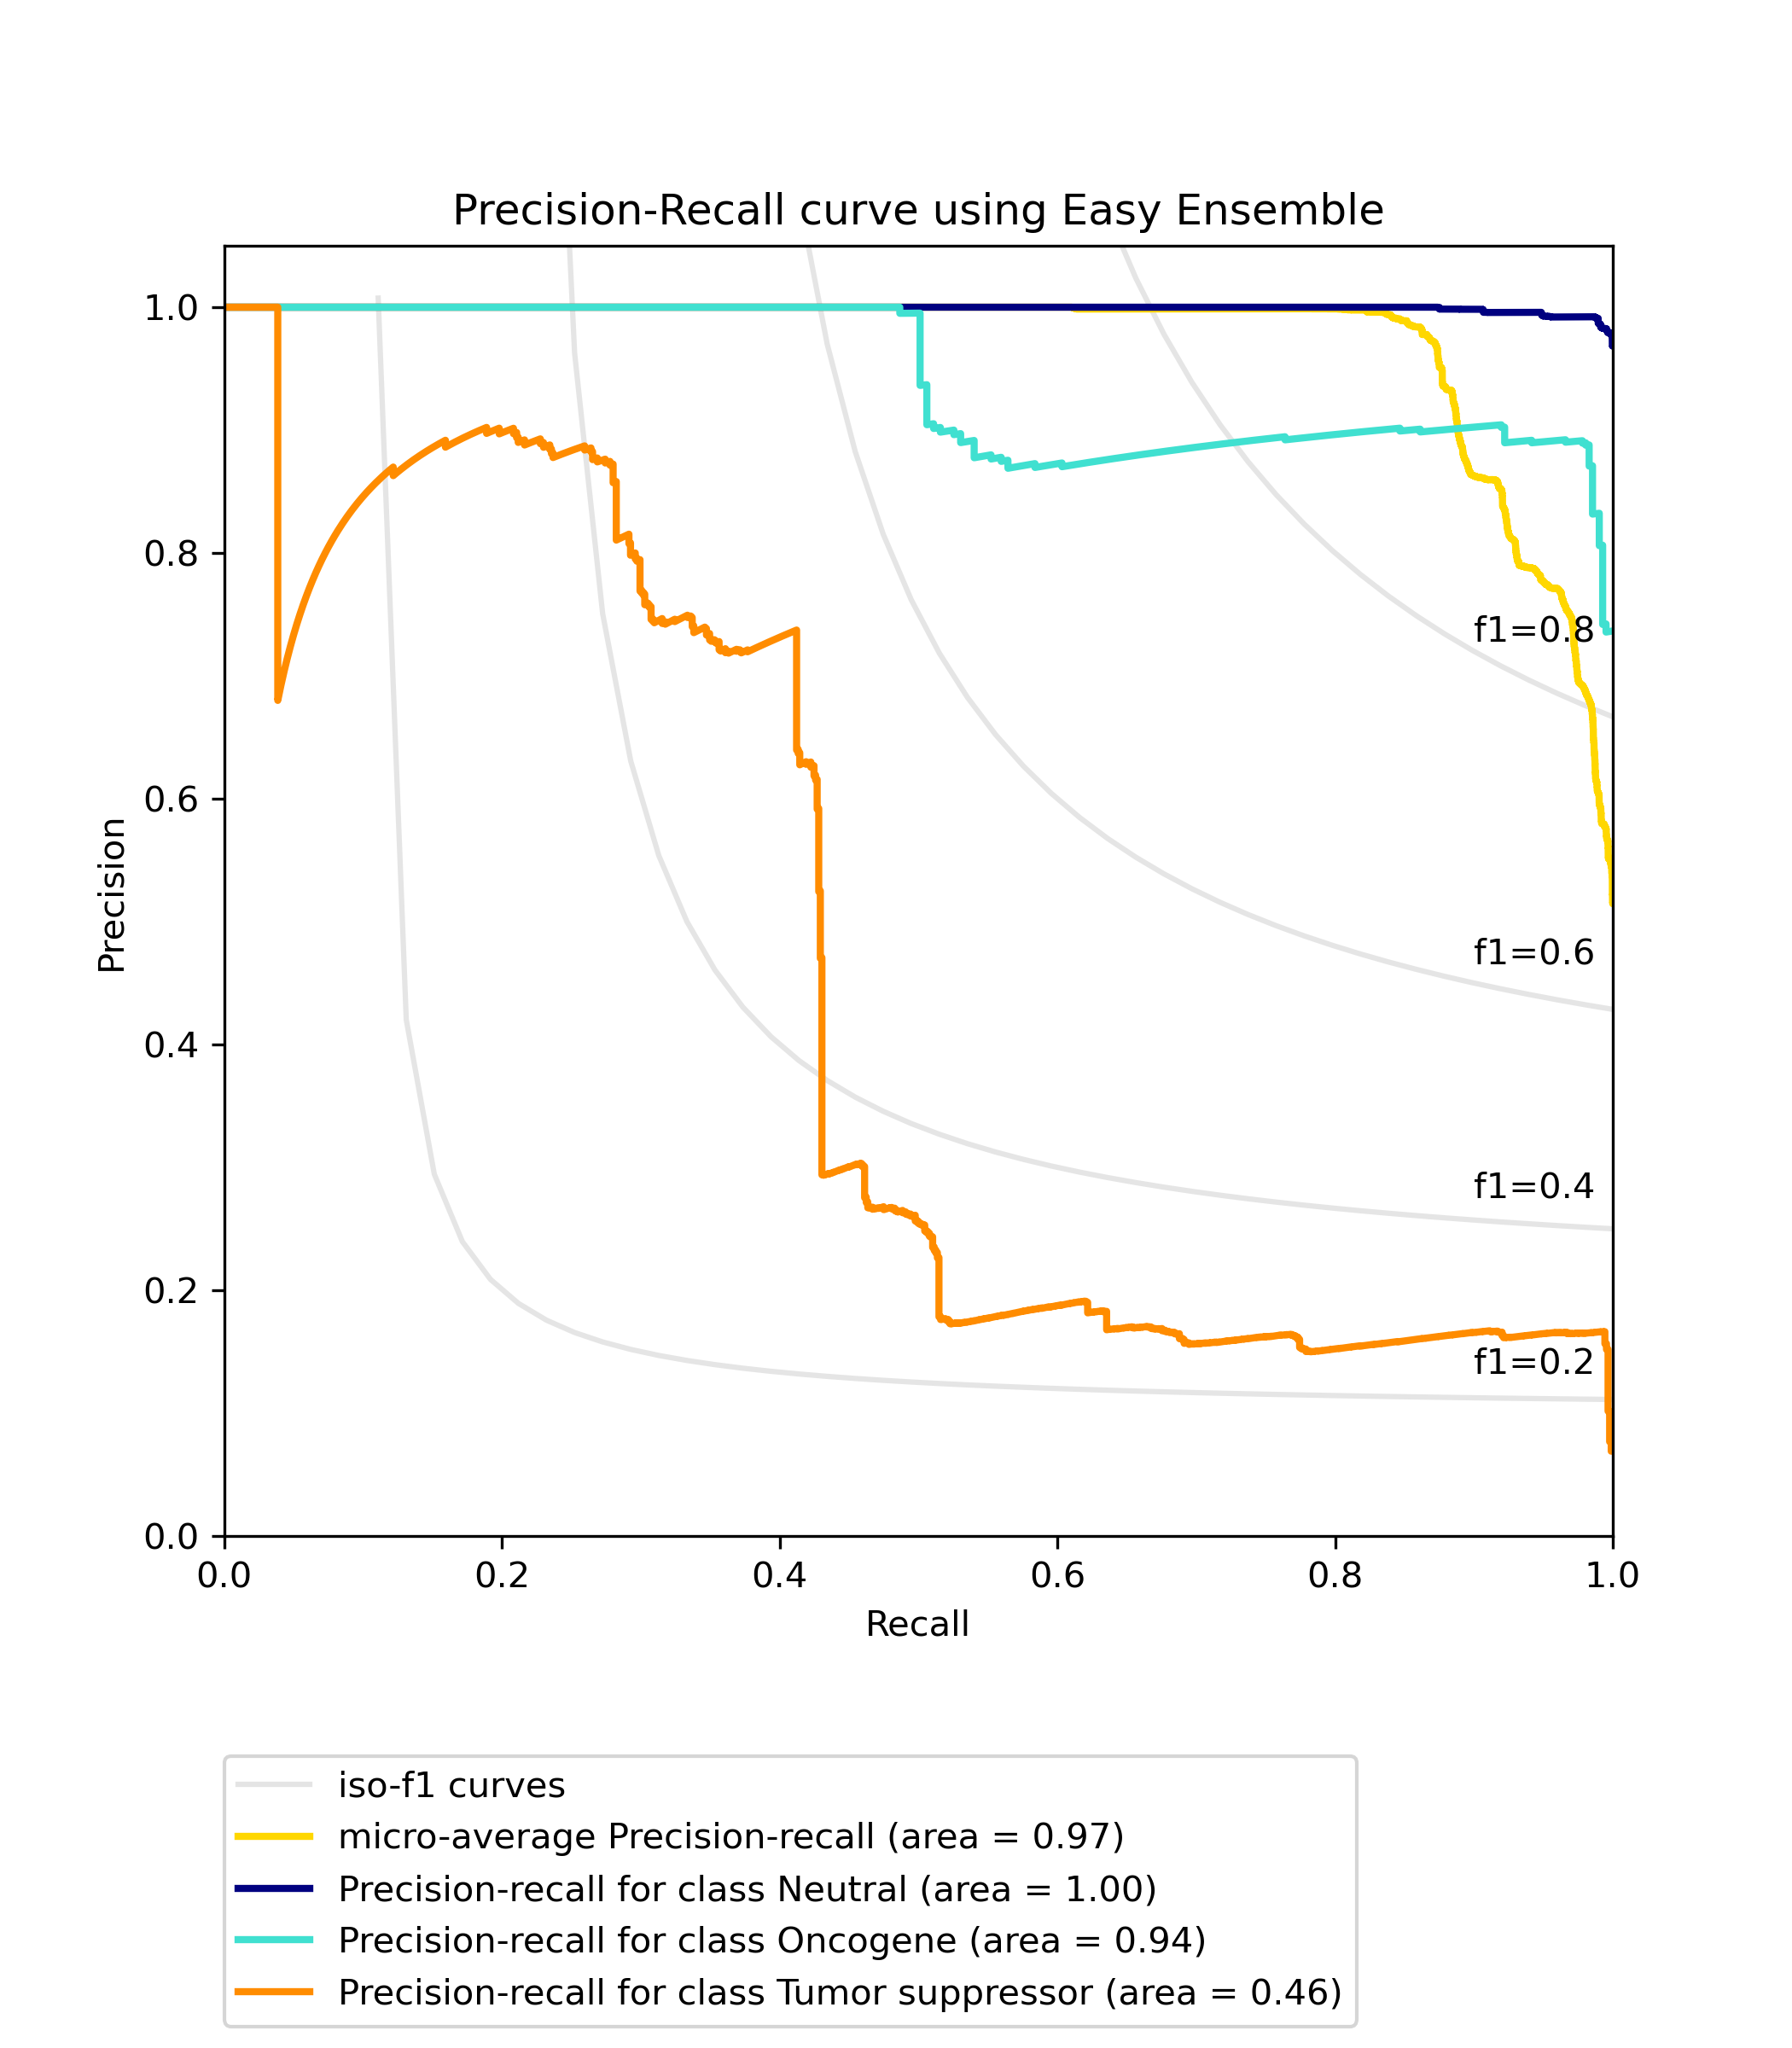 Precision-Recall curve using Easy Ensemble
1.0
0.8
0.6
0.4
0.2
0.0
Precision
f1=0.8
f1=0.6
f1=0.4
f1=0.2
0.0 0.2 0.4 0.6 0.8 1.0
Recall
iso-f1 curves
micro-average Precision-recall (area = 0.97)
Precision-recall for class Neutral (area = 1.00)
Precision-recall for class Oncogene (area = 0.94)
Precision-recall for class Tumor suppressor (area = 0.46)